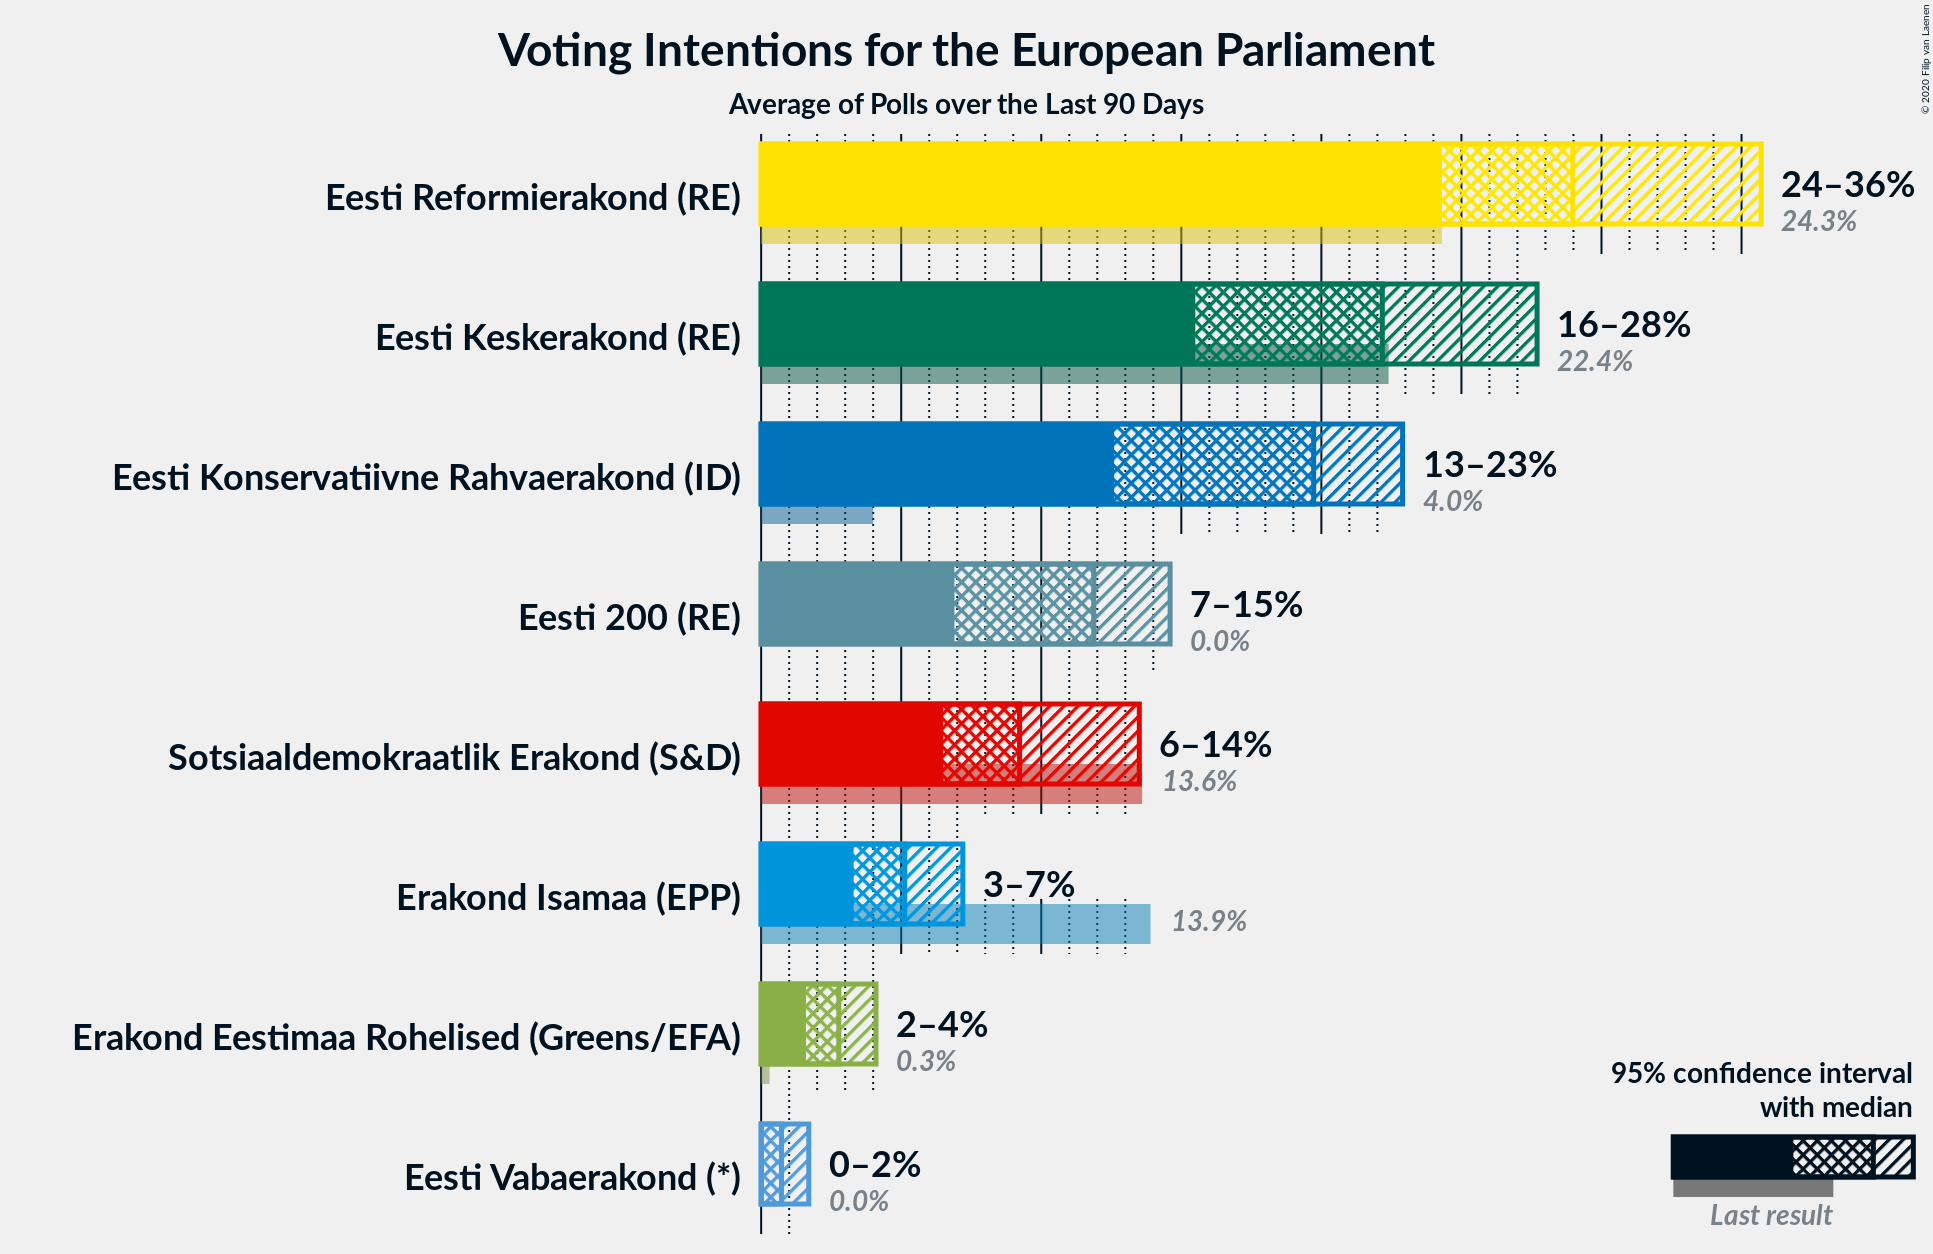 Voting Intentions for the European Parliament
Average of Polls over the Last 90 Days
© 2020 Filip van Laenen
Eesti Reformierakond (RE)
24–36%
24.3%
Eesti Keskerakond (RE)
16–28%
22.4%
Eesti Konservatiivne Rahvaerakond (ID)
13–23%
4.0%
Eesti 200 (RE)
7–15%
0.0%
Sotsiaaldemokraatlik Erakond (S&D)
6–14%
13.6%
Erakond Isamaa (EPP)
3–7%
13.9%
Erakond Eestimaa Rohelised (Greens/EFA)
2–4%
0.3%
Eesti Vabaerakond (*)
0–2%
0.0%
95% confidence interval
with median
Last result